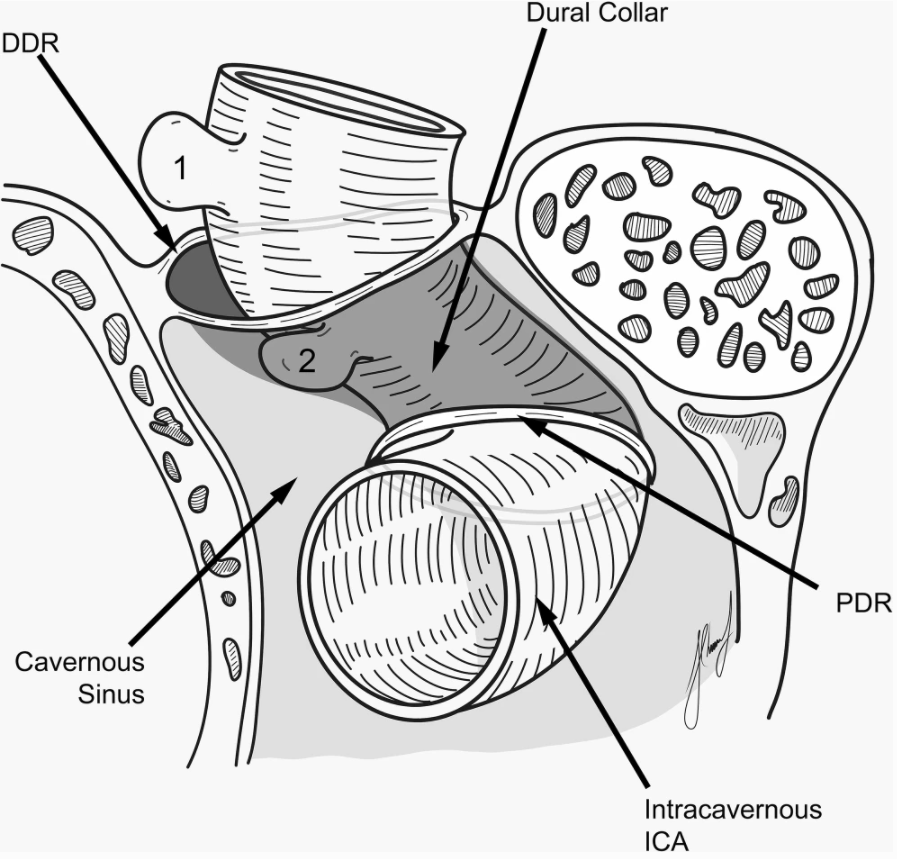 Dural Collar
DDR
1
2
PDR
Cavernous
Sinus
Intracavernous
ICA